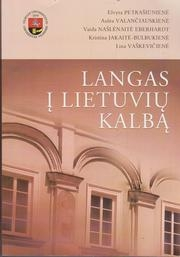 Elvyra PETRAŠIŪNIENĖ
Aušra VALANČIAUSKIENĖ
Vaida NAŠLĖNAITĖ EBERHARDT
Kristina JAKAITĖ-BULBUKIENĖ
Lina VAŠKEVIČIENĖ
LANGAS
Į LIETUVIŲ
KALBĄ